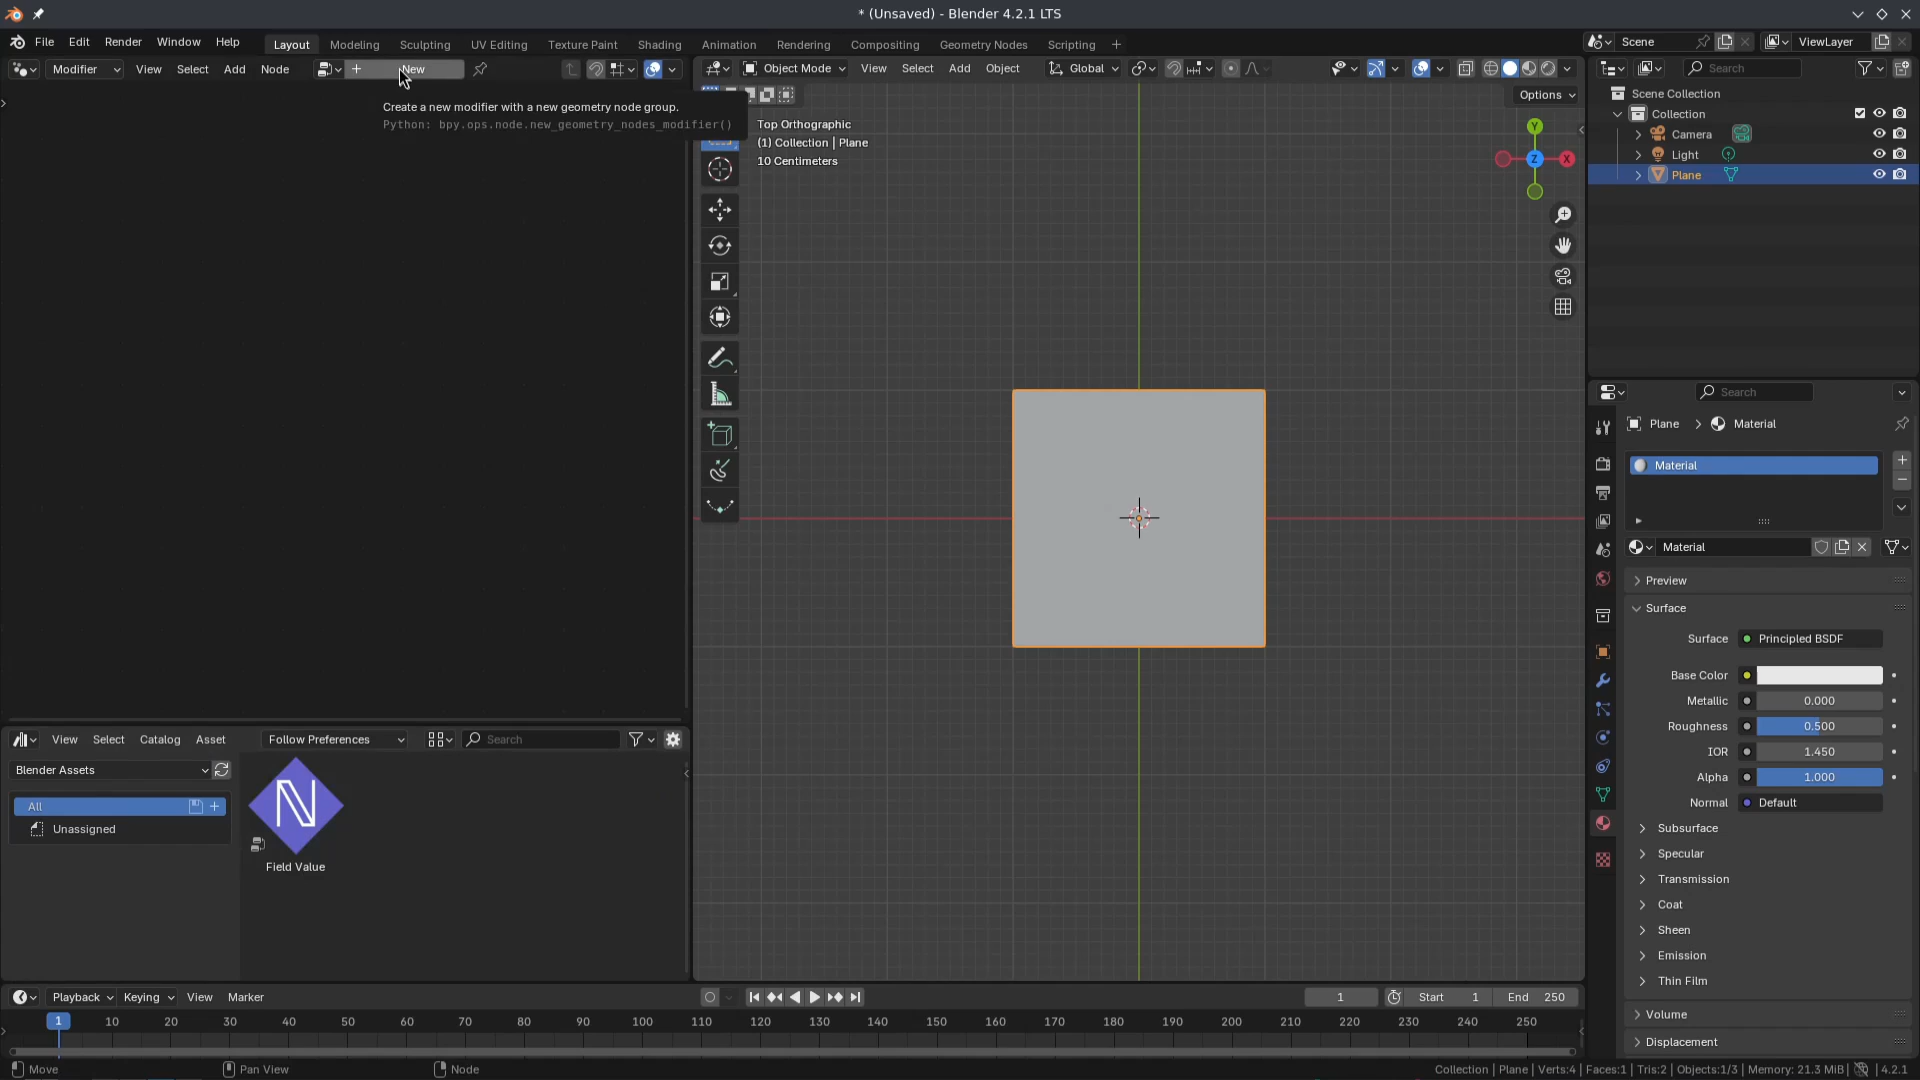 * (Unsaved) - Blender 4.2.1 LTS
File Edit Render Window Help
Layout Modeling Sculpting UV Editing Texture Paint Shading Animation Rendering Compositing Geometry Nodes Scripting +
Scene
ViewLayer
Modifier View Select Add Node
+ New
Create a new modifier with a new geometry node group.
Python: bpy.ops.node.new_geometry_nodes_modifier()
Object Mode View Select Add Object Global
Options
Top Orthographic
(1) Collection | Plane
10 Centimeters
Y
Z
X
Search
Scene Collection
Collection
Camera
Light
Plane
Search
Plane > Material
Material
Material
Preview
Surface
Surface Principled BSDF
Base Color
Metallic 0.000
Roughness 0.500
IOR 1.450
Alpha 1.000
Normal Default
Subsurface
Specular
Transmission
Coat
Sheen
Emission
Thin Film
Volume
Displacement
View Select Catalog Asset Follow Preferences Search
Blender Assets
All
Unassigned
N
Field Value
Playback Keying View Marker
1 Start 1 End 250
1 10 20 30 40 50 60 70 80 90 100 110 120 130 140 150 160 170 180 190 200 210 220 230 240 250
Move Pan View Node
Collection | Plane | Verts:4 | Faces:1 | Tris:2 | Objects:1/3 | Memory: 21.3 MiB | 4.2.1